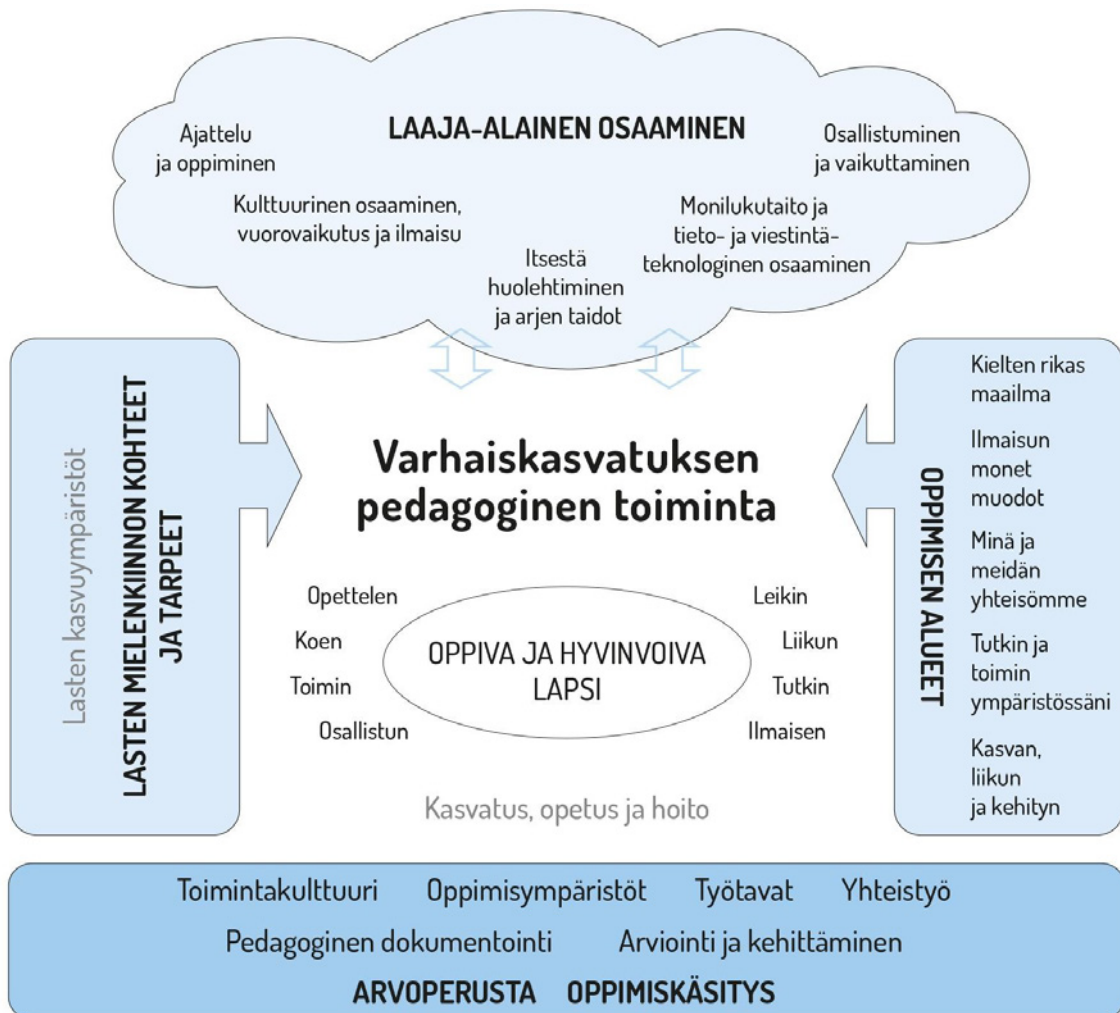 LAAJA-ALAINEN OSAAMINEN
Ajattelu
ja oppiminen
Kulttuurinen osaaminen,
vuorovaikutus ja ilmaisu
Itsestä
huolehtiminen
ja arjen taidot
Monilukutaito ja
tieto- ja viestintä-
teknologinen osaaminen
Osallistuminen
ja vaikuttaminen
Lasten kasvuympäristöt
LASTEN MIELENKIINNON KOHTEET
JA TARPEET
Varhaiskasvatuksen
pedagoginen toiminta
Opettelen
Koen
Toimin
Osallistun
OPPIVA JA HYVINVOIVA
LAPSI
Leikin
Liikun
Tutkin
Ilmaisen
Kasvatus, opetus ja hoito
OPPIMISEN ALUEET
Kielten rikas
maailma
Ilmaisun
monet
muodot
Minä ja
meidän
yhteisömme
Tutkin ja
toimin
ympäristössäni
Kasvan,
liikun
ja kehityn
Toimintakulttuuri Oppimisympäristöt Työtavat Yhteistyö
Pedagoginen dokumentointi Arviointi ja kehittäminen
ARVOPERUSTA OPPIMISKÄSITYS